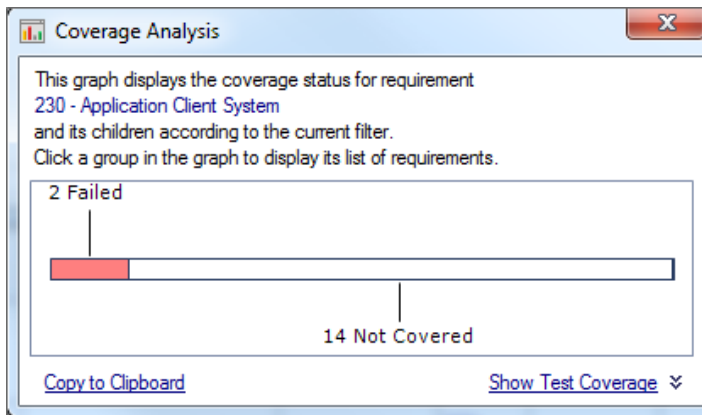 Coverage Analysis
This graph displays the coverage status for requirement
230 - Application Client System
and its children according to the current filter.
Click a group in the graph to display its list of requirements.
2 Failed
14 Not Covered
Copy to Clipboard
Show Test Coverage